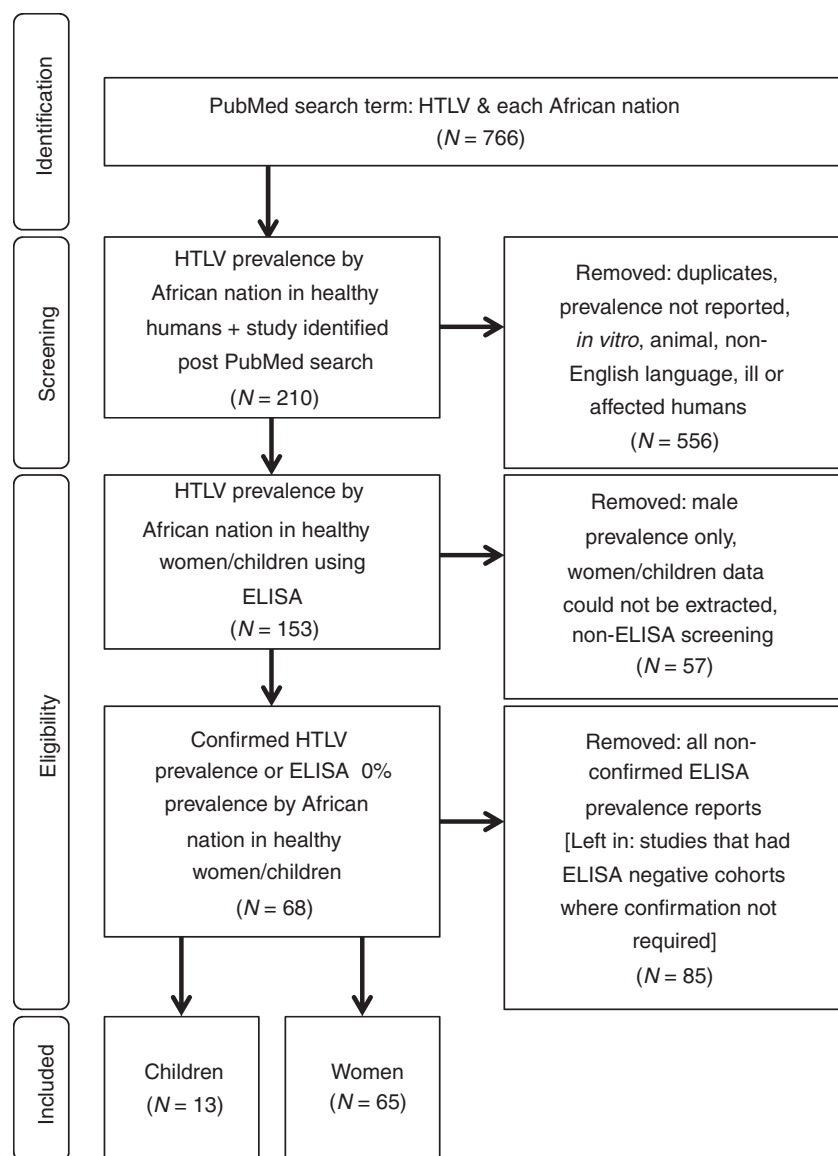 Identification
PubMed search term: HTLV & each African nation
(N = 766)
Screening
HTLV prevalence by
African nation in healthy
humans + study identified
post PubMed search
(N = 210)
Removed: duplicates,
prevalence not reported,
in vitro, animal, non-
English language, ill or
affected humans
(N = 556)
Eligibility
HTLV prevalence by
African nation in healthy
women/children using
ELISA
(N = 153)
Removed: male
prevalence only,
women/children data
could not be extracted,
non-ELISA screening
(N = 57)
Confirmed HTLV
prevalence or ELISA 0%
prevalence by African
nation in healthy
women/children
(N = 68)
Removed: all non-
confirmed ELISA
prevalence reports
[Left in: studies that had
ELISA negative cohorts
where confirmation not
required]
(N = 85)
Included
Children
(N = 13)
Women
(N = 65)